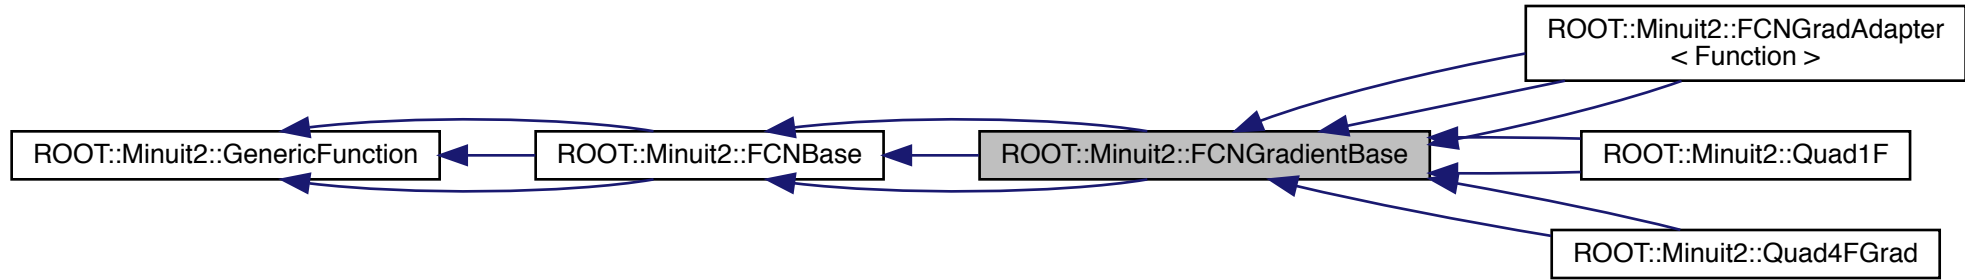 ROOT::Minuit2::GenericFunction
ROOT::Minuit2::FCNBase
ROOT::Minuit2::FCNGradientBase
ROOT::Minuit2::FCNGradAdapter
< Function >
ROOT::Minuit2::Quad1F
ROOT::Minuit2::Quad4FGrad